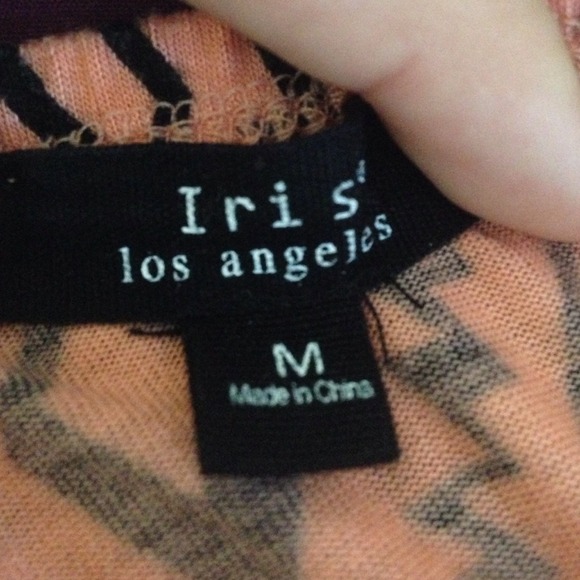 Iris
los angeles
M
Made in China